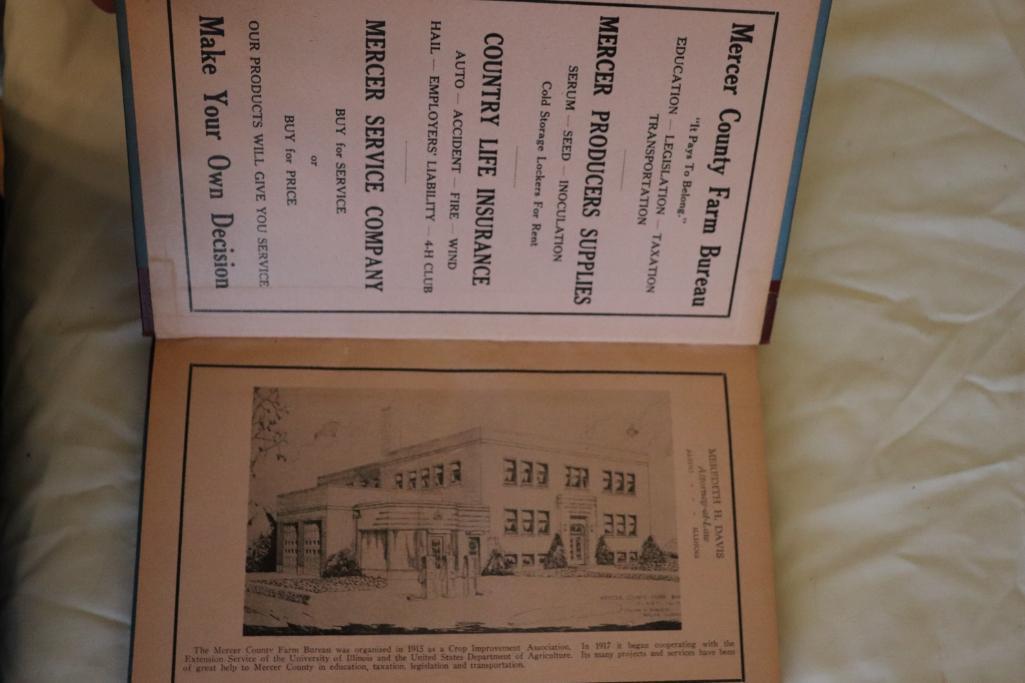 Mercer County Farm Bureau
"It Pays To Belong."
EDUCATION — LEGISLATION — TAXATION
TRANSPORTATION
MERCER PRODUCERS SUPPLIES
SERUM — SEED — INOCULATION
Cold Storage Lockers For Rent
COUNTRY LIFE INSURANCE
AUTO — ACCIDENT — FIRE — WIND
HAIL — EMPLOYERS' LIABILITY — 4-H CLUB
MERCER SERVICE COMPANY
BUY for SERVICE
or
BUY for PRICE
OUR PRODUCTS WILL GIVE YOU SERVICE
Make Your Own Decision
MEREDITH H. DAVIS
Attorney-at-Law
ALEDO - - - ILLINOIS
The Mercer County Farm Bureau was organized in 1915 as a Crop Improvement Association. In 1917 it began cooperating with the
Extension Service of the University of Illinois and the United States Department of Agriculture. Its many projects and services have been
of great help to Mercer County in education, taxation, legislation and transportation.